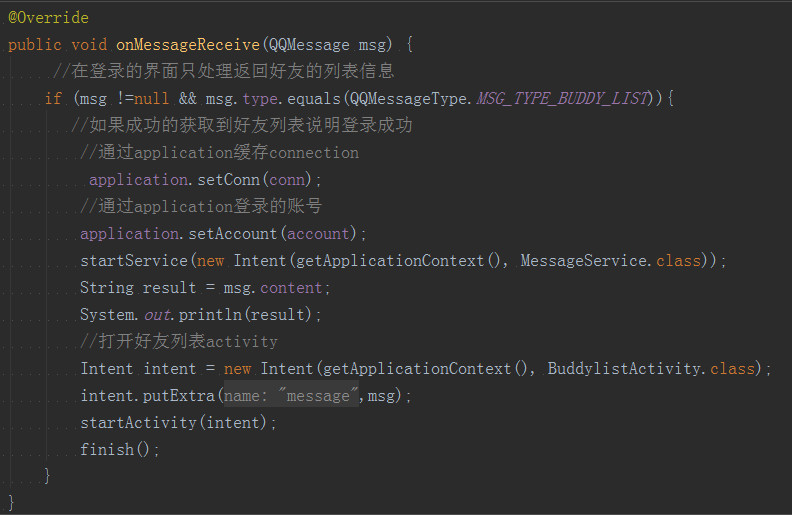 @Override
public void onMessageReceive(QQMessage msg) {
//在登录的界面只处理返回好友的列表信息
if (msg !=null && msg.type.equals(QQMessageType.MSG_TYPE_BUDDY_LIST)){
//如果成功的获取到好友列表说明登录成功
//通过application缓存connection
application.setConn(conn);
//通过application登录的账号
application.setAccount(account);
startService(new Intent(getApplicationContext(), MessageService.class));
String result = msg.content;
System.out.println(result);
//打开好友列表activity
Intent intent = new Intent(getApplicationContext(), BuddylistActivity.class);
intent.putExtra(name: "message",msg);
startActivity(intent);
finish();
}
}